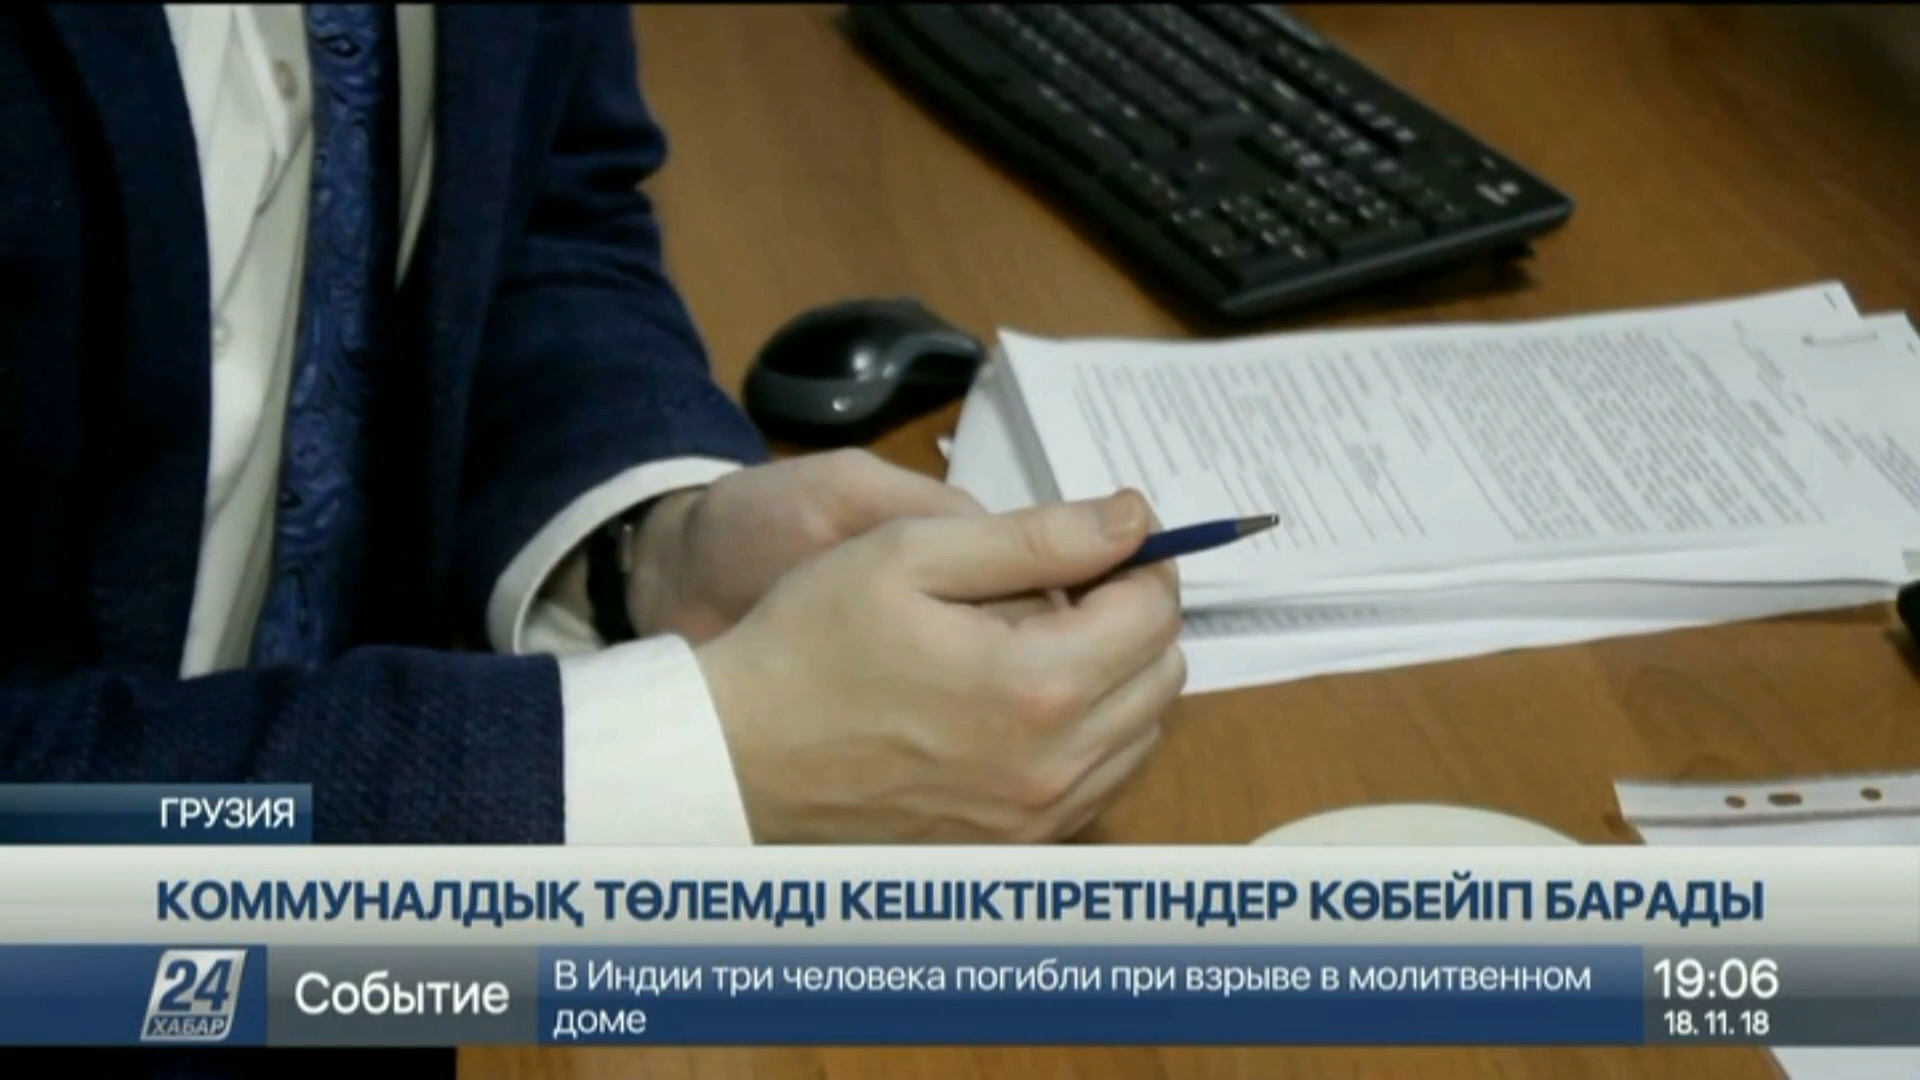 ГРУЗИЯ
КОММУНАЛДЫҚ ТӨЛЕМДІ КЕШІКТІРЕТІНДЕР КӨБЕЙІП БАРАДЫ
24
ХАБАР
Событие
В Индии три человека погибли при взрыве в молитвенном
доме
19:06
18.11.18